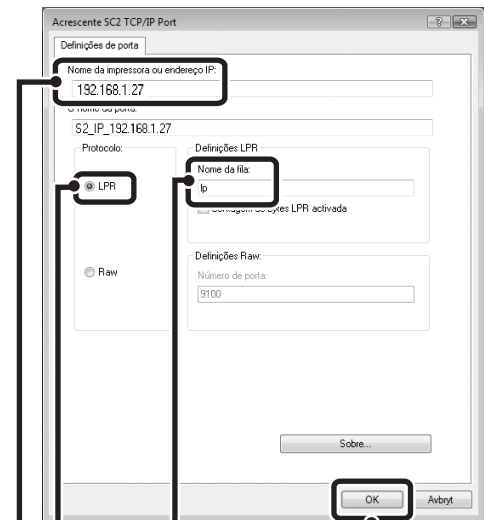 Acrescente SC2 TCP/IP Port
Definições de porta
Nome da impressora ou endereço IP:
192.168.1.27
O nome da porta:
S2_IP_192.168.1.27
Protocolo:
Definições LPR
Nome da fila:
LPR
lp
Contagem de bytes LPR activada
Definições Raw:
Raw
Número de porta:
9100
Sobre...
OK
Avbryt